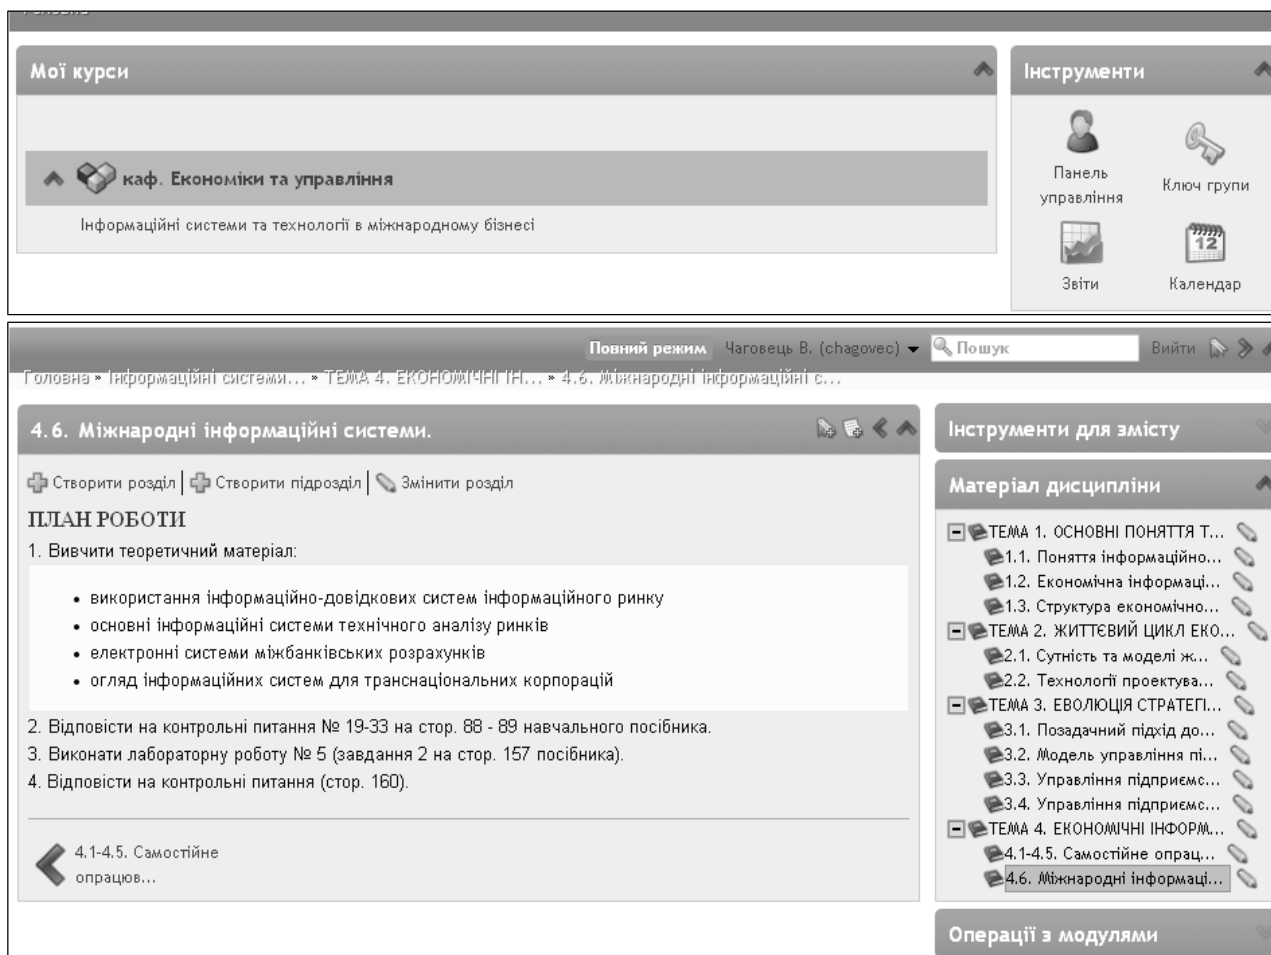 Головна
Мої курси
Інструменти
каф. Економіки та управління
Інформаційні системи та технології в міжнародному бізнесі
Панель
управління
Ключ групи
Звіти
12
Календар
Повний режим Чаговець В. (chagovec) Пошук Вийти
Головна » Інформаційні системи... » ТЕМА 4. ЕКОНОМІЧНІ ІН... » 4.6. Міжнародні інформаційні с...
4.6. Міжнародні інформаційні системи.
Створити розділ | Створити підрозділ | Змінити розділ
ПЛАН РОБОТИ
1. Вивчити теоретичний матеріал:
• використання інформаційно-довідкових систем інформаційного ринку
• основні інформаційні системи технічного аналізу ринків
• електронні системи міжбанківських розрахунків
• огляд інформаційних систем для транснаціональних корпорацій
2. Відповісти на контрольні питання № 19-33 на стор. 88 - 89 навчального посібника.
3. Виконати лабораторну роботу № 5 (завдання 2 на стор. 157 посібника).
4. Відповісти на контрольні питання (стор. 160).
4.1-4.5. Самостійне
опрацюв...
Інструменти для змісту
Матеріал дисципліни
ТЕМА 1. ОСНОВНІ ПОНЯТТЯ Т...
1.1. Поняття інформаційно...
1.2. Економічна інформаці...
1.3. Структура економічно...
ТЕМА 2. ЖИТТЄВИЙ ЦИКЛ ЕКО...
2.1. Сутність та моделі ж...
2.2. Технології проектува...
ТЕМА 3. ЕВОЛЮЦІЯ СТРАТЕГІ...
3.1. Позадачний підхід до...
3.2. Модель управління пі...
3.3. Управління підприємс...
3.4. Управління підприємс...
ТЕМА 4. ЕКОНОМІЧНІ ІНФОРМ...
4.1-4.5. Самостійне опрац...
4.6. Міжнародні інформаці...
Операції з модулями